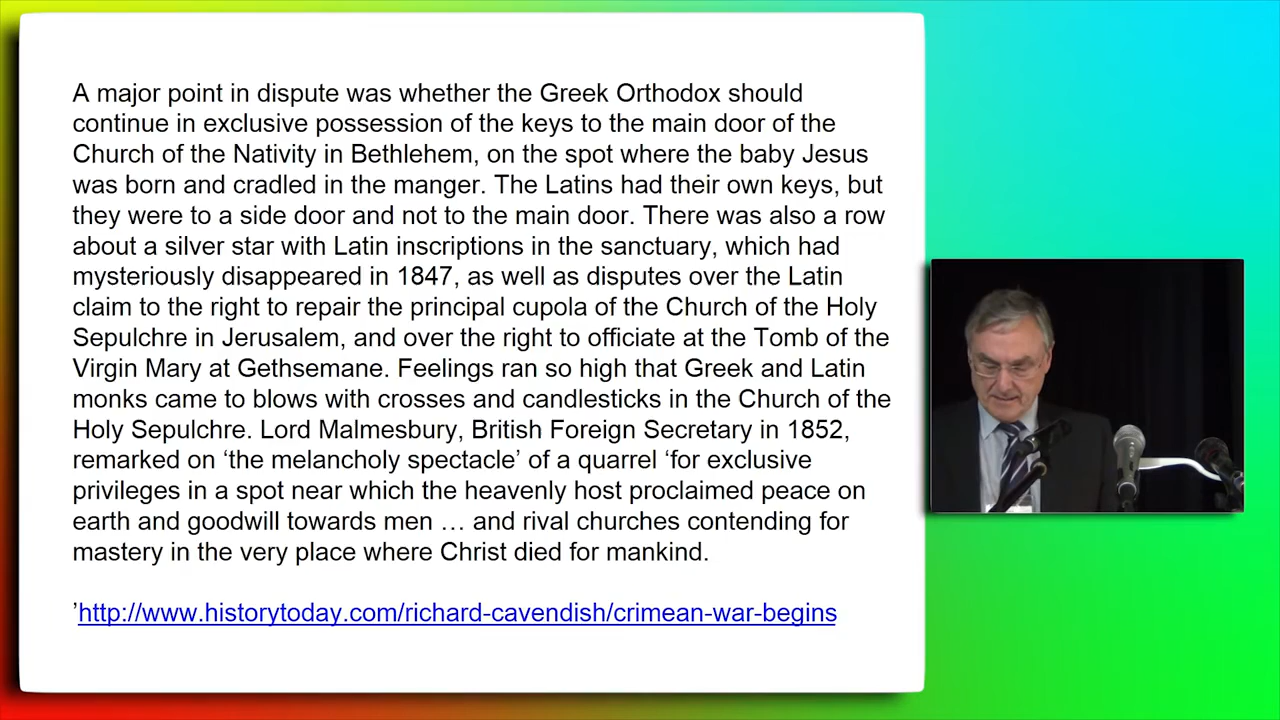 A major point in dispute was whether the Greek Orthodox should
continue in exclusive possession of the keys to the main door of the
Church of the Nativity in Bethlehem, on the spot where the baby Jesus
was born and cradled in the manger. The Latins had their own keys, but
they were to a side door and not to the main door. There was also a row
about a silver star with Latin inscriptions in the sanctuary, which had
mysteriously disappeared in 1847, as well as disputes over the Latin
claim to the right to repair the principal cupola of the Church of the Holy
Sepulchre in Jerusalem, and over the right to officiate at the Tomb of the
Virgin Mary at Gethsemane. Feelings ran so high that Greek and Latin
monks came to blows with crosses and candlesticks in the Church of the
Holy Sepulchre. Lord Malmesbury, British Foreign Secretary in 1852,
remarked on ‘the melancholy spectacle’ of a quarrel ‘for exclusive
privileges in a spot near which the heavenly host proclaimed peace on
earth and goodwill towards men … and rival churches contending for
mastery in the very place where Christ died for mankind.
’http://www.historytoday.com/richard-cavendish/crimean-war-begins